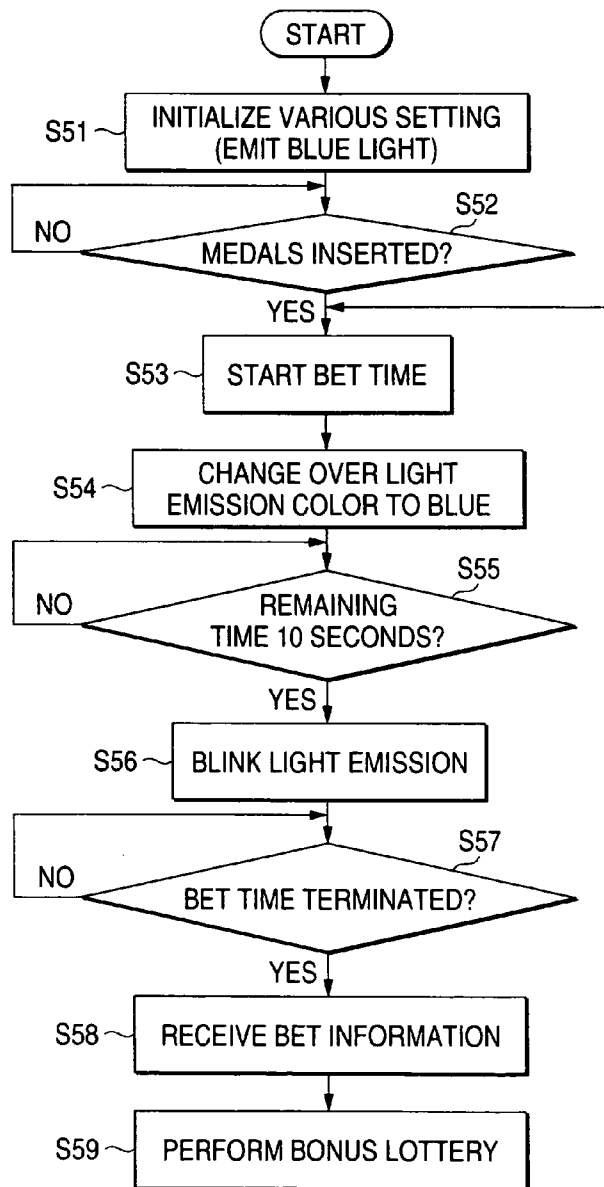 START
S51
INITIALIZE VARIOUS SETTING
(EMIT BLUE LIGHT)
S52
NO
MEDALS INSERTED?
YES
S53
START BET TIME
S54
CHANGE OVER LIGHT
EMISSION COLOR TO BLUE
S55
NO
REMAINING
TIME 10 SECONDS?
YES
S56
BLINK LIGHT EMISSION
S57
NO
BET TIME TERMINATED?
YES
S58
RECEIVE BET INFORMATION
S59
PERFORM BONUS LOTTERY